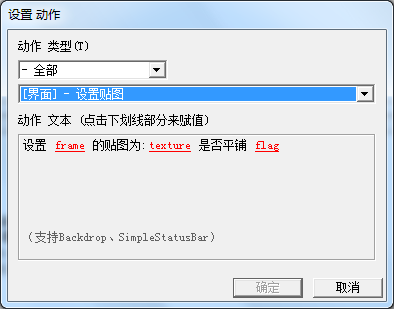 设置 动作
动作 类型(T)
- 全部
[界面] - 设置贴图
动作 文本 (点击下划线部分来赋值)
设置 frame 的贴图为:texture 是否平铺 flag
(支持Backdrop、SimpleStatusBar)
确定
取消